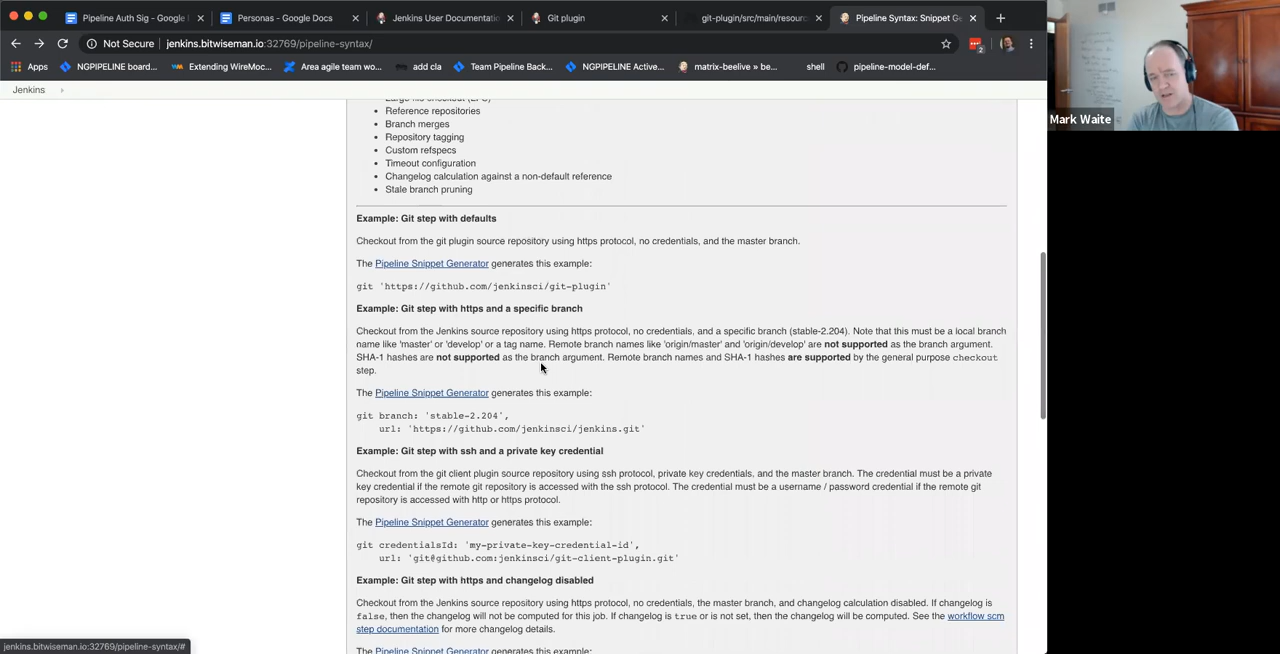 Pipeline Auth Sig - Google
Personas - Google Docs
Jenkins User Documentatio
Git plugin
git-plugin/src/main/resourc
Pipeline Syntax: Snippet Ge
Not Secure
jenkins.bitwiseman.io:32769/pipeline-syntax/
2
Apps
NGPIPELINE board...
Extending WireMoc...
Area agile team wo...
add cla
Team Pipeline Back...
NGPIPELINE Active...
matrix-beelive » be...
shell
pipeline-model-def...
Jenkins
Mark Waite
Large file checkout (LFS)
• Reference repositories
• Branch merges
• Repository tagging
• Custom refspecs
• Timeout configuration
• Changelog calculation against a non-default reference
• Stale branch pruning
Example: Git step with defaults
Checkout from the git plugin source repository using https protocol, no credentials, and the master branch.
The Pipeline Snippet Generator generates this example:
git 'https://github.com/jenkinsci/git-plugin'
Example: Git step with https and a specific branch
Checkout from the Jenkins source repository using https protocol, no credentials, and a specific branch (stable-2.204). Note that this must be a local branch
name like 'master' or 'develop' or a tag name. Remote branch names like 'origin/master' and 'origin/develop' are not supported as the branch argument.
SHA-1 hashes are not supported as the branch argument. Remote branch names and SHA-1 hashes are supported by the general purpose checkout
step.
The Pipeline Snippet Generator generates this example:
git branch: 'stable-2.204',
url: 'https://github.com/jenkinsci/jenkins.git'
Example: Git step with ssh and a private key credential
Checkout from the git client plugin source repository using ssh protocol, private key credentials, and the master branch. The credential must be a private
key credential if the remote git repository is accessed with the ssh protocol. The credential must be a username / password credential if the remote git
repository is accessed with http or https protocol.
The Pipeline Snippet Generator generates this example:
git credentialsId: 'my-private-key-credential-id',
url: 'git@github.com:jenkinsci/git-client-plugin.git'
Example: Git step with https and changelog disabled
Checkout from the Jenkins source repository using https protocol, no credentials, the master branch, and changelog calculation disabled. If changelog is
false, then the changelog will not be computed for this job. If changelog is true or is not set, then the changelog will be computed. See the workflow scm
step documentation for more changelog details.
The Pipeline Snippet Generator generates this example:
jenkins.bitwiseman.io:32769/pipeline-syntax/#